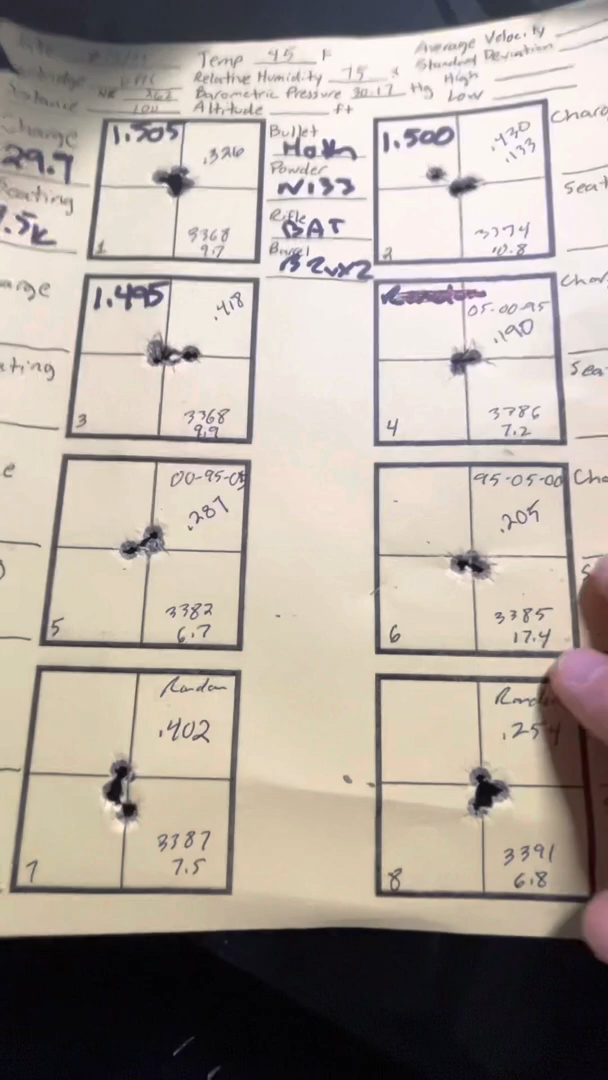 Temp 45 F
Average Velocity
Relative Humidity 75 %
Standard Deviation
Distance 100
Barometric Pressure 30.17 Hg
High
Altitude ft
Low
Charge
29.7
1.505
.326
3368
9.7
1
Bullet
Powder
N133
Rifle
BAT
Barrel
1.500
.430
.133
3374
10.8
2
Seat
1.495
.418
3368
9.9
3
05-00-95
.190
3386
7.2
4
Sea
00-95-05
.287
3382
6.7
5
95-05-00
.205
3385
17.4
6
Cha
Random
.402
3387
7.5
7
Rando
.254
3391
6.8
8